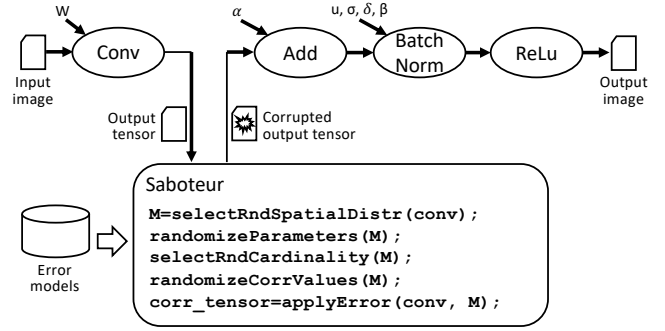 W
α
u, σ, δ, β
Conv
Add
Batch
Norm
ReLu
Input
image
Output
image
Output
tensor
Corrupted
output tensor
Saboteur
M=selectRndSpatialDistr(conv);
randomizeParameters(M);
selectRndCardinality(M);
randomizeCorrValues(M);
corr_tensor=applyError(conv, M);
Error
models